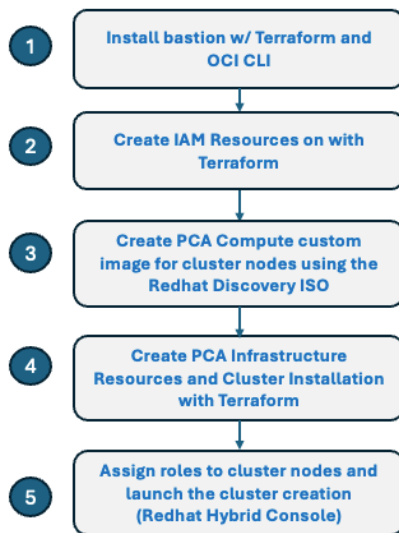 1
Install bastion w/ Terraform and
OCI CLI
2
Create IAM Resources on with
Terraform
3
Create PCA Compute custom
image for cluster nodes using the
Redhat Discovery ISO
4
Create PCA Infrastructure
Resources and Cluster Installation
with Terraform
5
Assign roles to cluster nodes and
launch the cluster creation
(Redhat Hybrid Console)